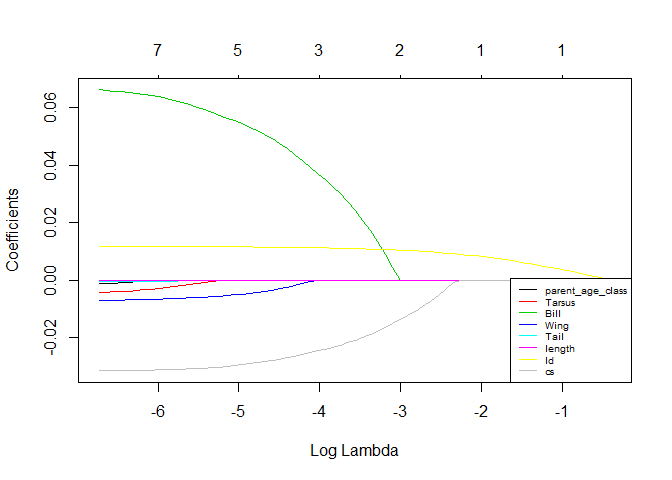 7 5 3 2 1 1
Coefficients
0.06
0.04
0.02
0.00
-0.02
-6 -5 -4 -3 -2 -1
Log Lambda
parent_age_class
Tarsus
Bill
Wing
Tail
length
ld
cs